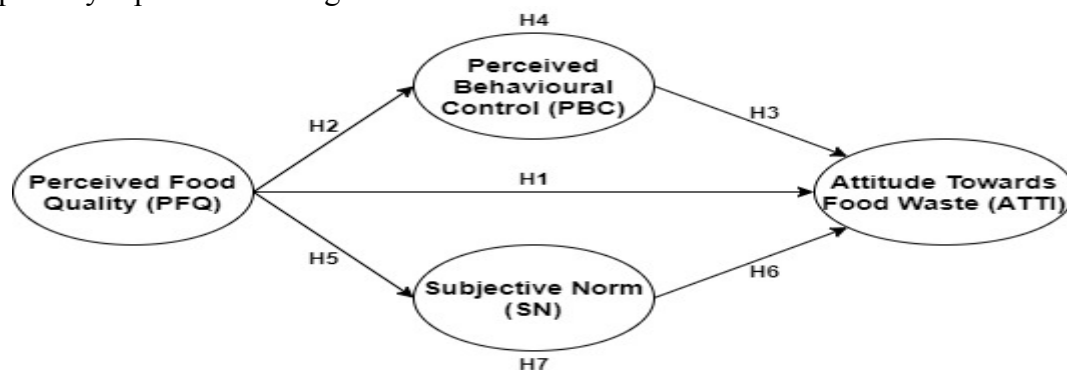 H4
Perceived
Behavioural
Control (PBC)
H2
H3
Perceived Food
Quality (PFQ)
H1
Attitude Towards
Food Waste (ATTI)
H5
H6
Subjective Norm
(SN)
H7